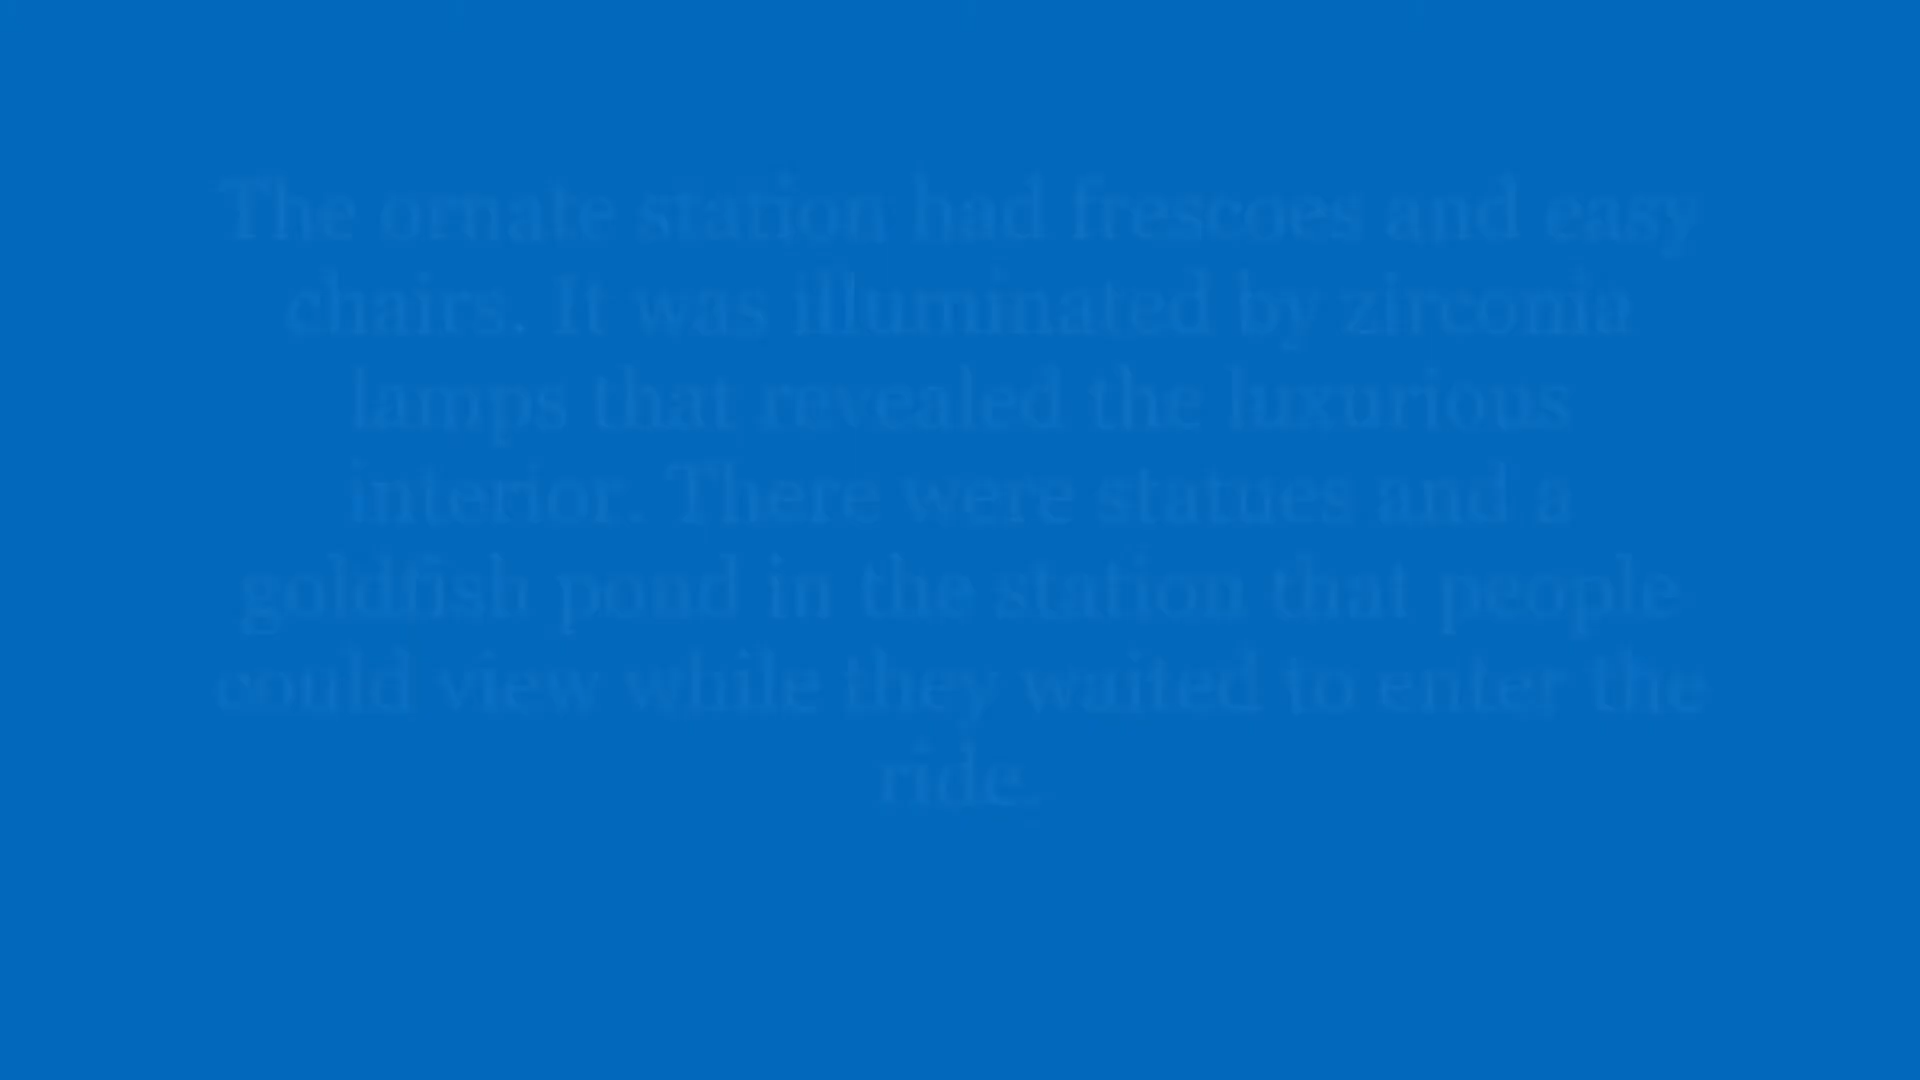 The ornate station had frescoes and easy
chairs. It was illuminated by zirconia
lamps that revealed the luxurious
interior. There were statues and a
goldfish pond in the station that people
could view while they waited to enter the
ride.